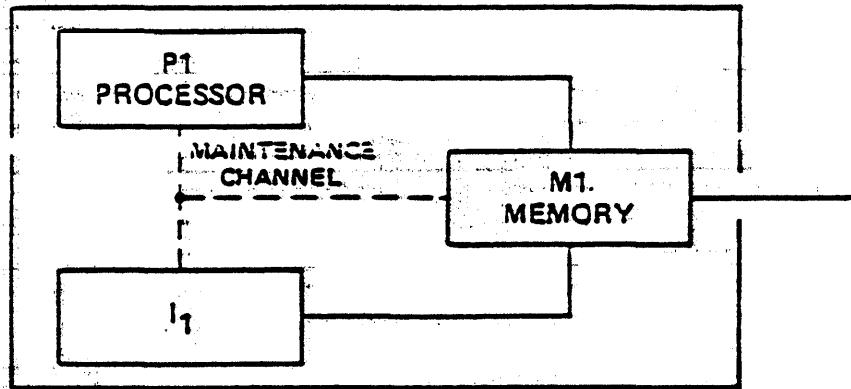 P1
PROCESSOR
MAINTENANCE
CHANNEL
M1.
MEMORY
I1